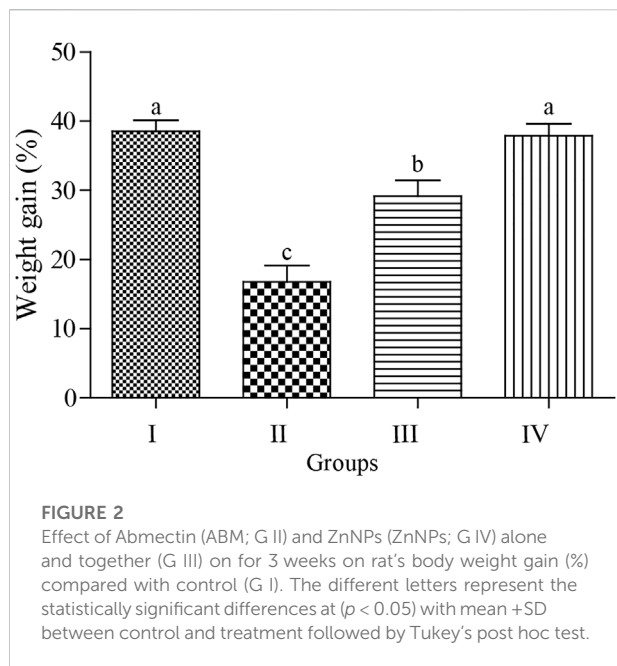 50
40
30
20
10
0
Weight gain (%)
a
c
b
a
I II III IV
Groups
FIGURE 2
Effect of Abmectin (ABM; G II) and ZnNPs (ZnNPs; G IV) alone
and together (G III) on for 3 weeks on rat's body weight gain (%)
compared with control (G I). The different letters represent the
statistically significant differences at (p < 0.05) with mean +SD
between control and treatment followed by Tukey's post hoc test.